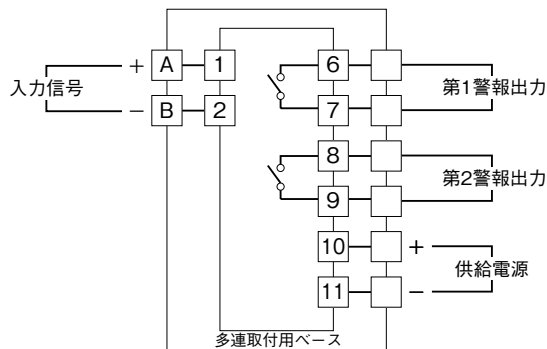 + A 1 6
入力信号 第1警報出力
− B 2 7
8
第2警報出力
9
10 +
供給電源
11 −
多連取付用ベース